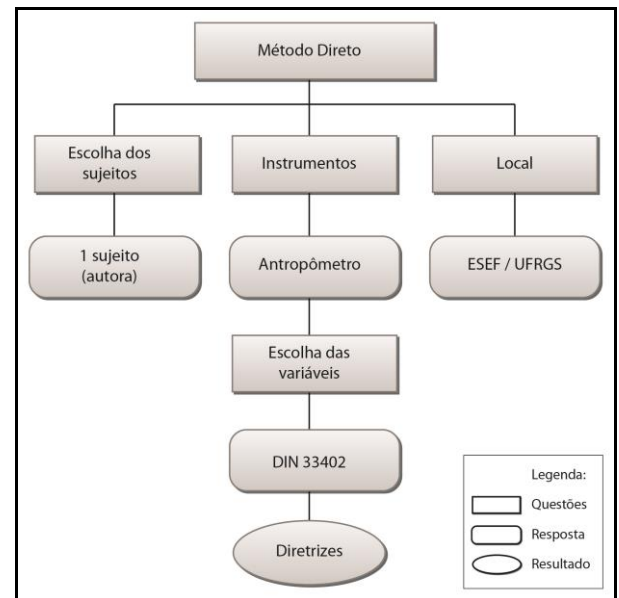 Método Direto
Escolha dos
sujeitos
Instrumentos
Local
1 sujeito
(autora)
Antropômetro
ESEF / UFRGS
Escolha das
variáveis
DIN 33402
Diretrizes
Legenda:
Questões
Resposta
Resultado